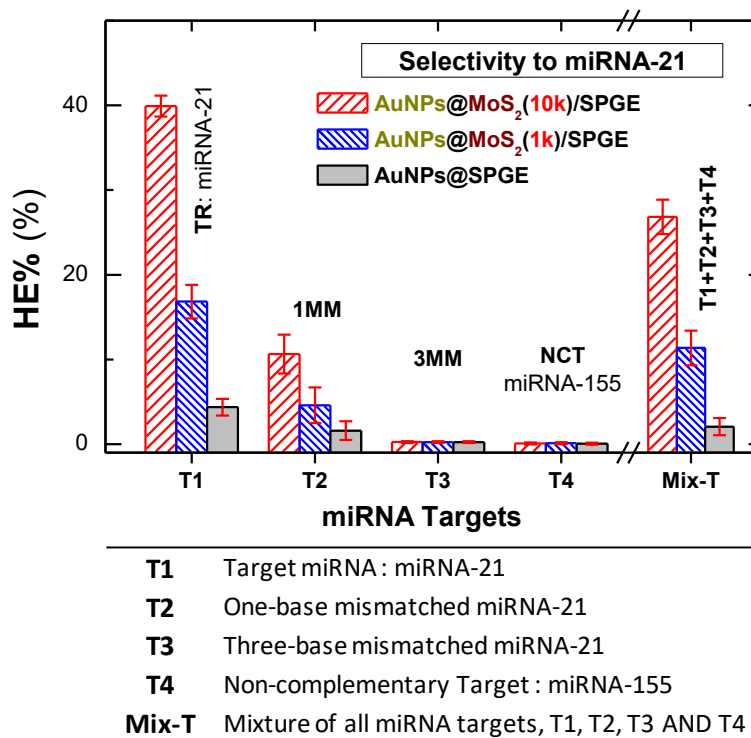 Selectivity to miRNA-21
AuNPs@MoS₂(10k)/SPGE
AuNPs@MoS₂(1k)/SPGE
AuNPs@SPGE
HE% (%)
40
20
0
TR: miRNA-21
1MM
3MM
NCT
miRNA-155
T1+T2+T3+T4
T1 T2 T3 T4 Mix-T
miRNA Targets
T1 Target miRNA : miRNA-21
T2 One-base mismatched miRNA-21
T3 Three-base mismatched miRNA-21
T4 Non-complementary Target : miRNA-155
Mix-T Mixture of all miRNA targets, T1, T2, T3 AND T4